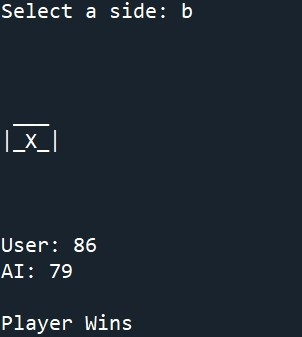 Select a side: b
 ___
|_X_|
User: 86
AI: 79
Player Wins